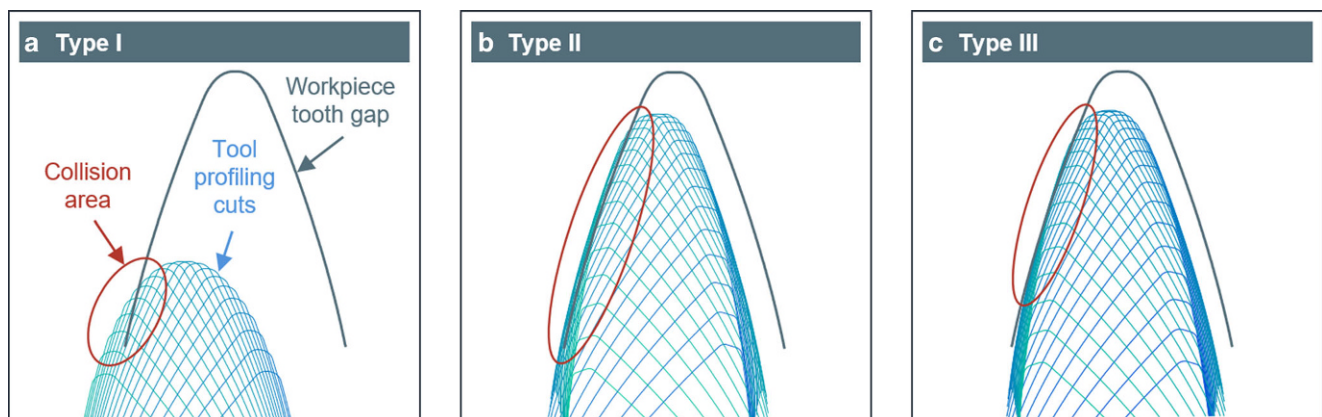 a Type I
Workpiece
tooth gap
Tool
profiling
cuts
Collision
area
b Type II
c Type III